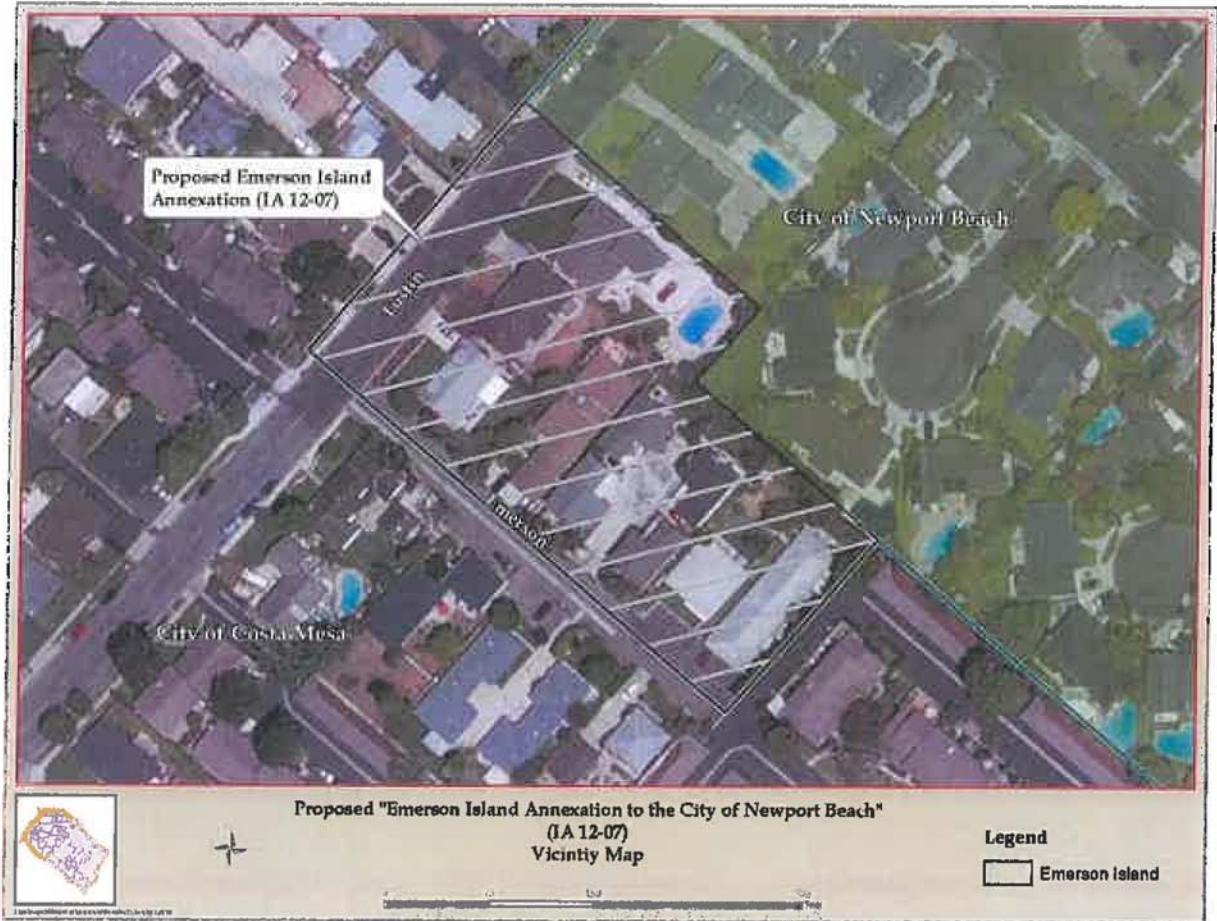 Proposed Emerson Island
Annexation (IA 12-07)
City of Newport Beach
Tustin
Emerson
City of Costa Mesa
Proposed "Emerson Island Annexation to the City of Newport Beach"
(IA 12-07)
Vicintiy Map
Legend
Emerson Island